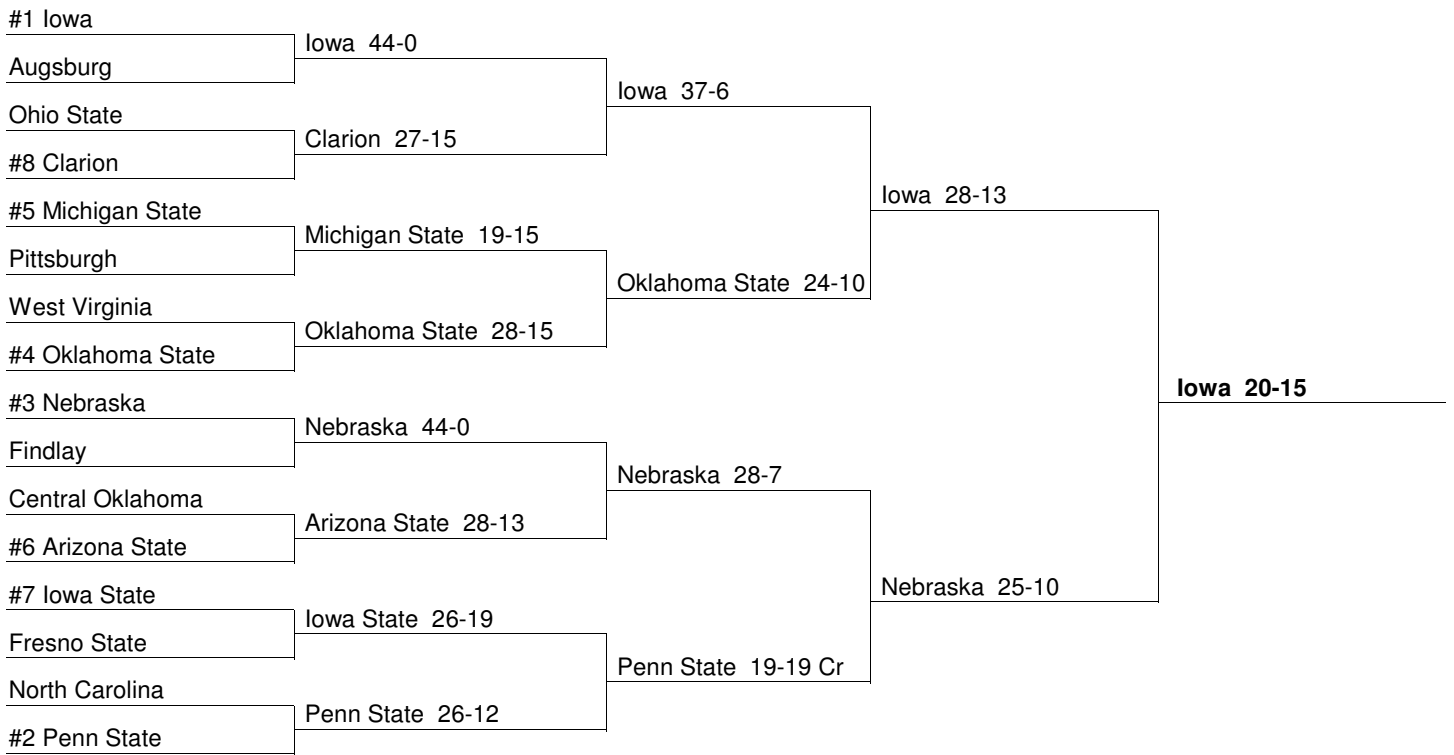 #1 Iowa
Augsburg
Ohio State
#8 Clarion
#5 Michigan State
Pittsburgh
West Virginia
#4 Oklahoma State
#3 Nebraska
Findlay
Central Oklahoma
#6 Arizona State
#7 Iowa State
Fresno State
North Carolina
#2 Penn State
Iowa 44-0
Clarion 27-15
Michigan State 19-15
Oklahoma State 28-15
Nebraska 44-0
Arizona State 28-13
Iowa State 26-19
Penn State 26-12
Iowa 37-6
Oklahoma State 24-10
Nebraska 28-7
Penn State 19-19 Cr
Iowa 28-13
Nebraska 25-10
Iowa 20-15